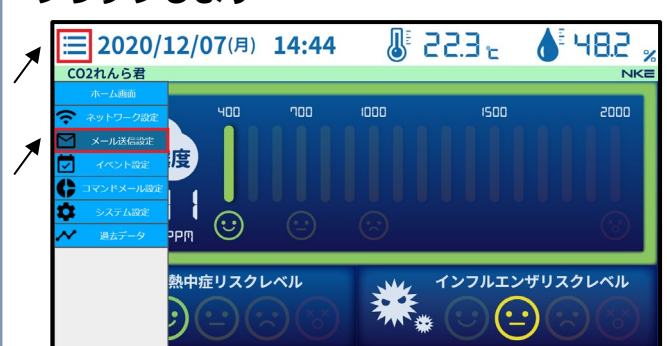 2020/12/07(月) 14:44 22.3℃ 48.2 %
CO2れんら君 NKE
ホーム画面
ネットワーク設定
メール送信設定
イベント設定
コマンドメール設定
システム設定
過去データ
400 700 1000 1500 2000
度
PPM
熱中症リスクレベル
インフルエンザリスクレベル